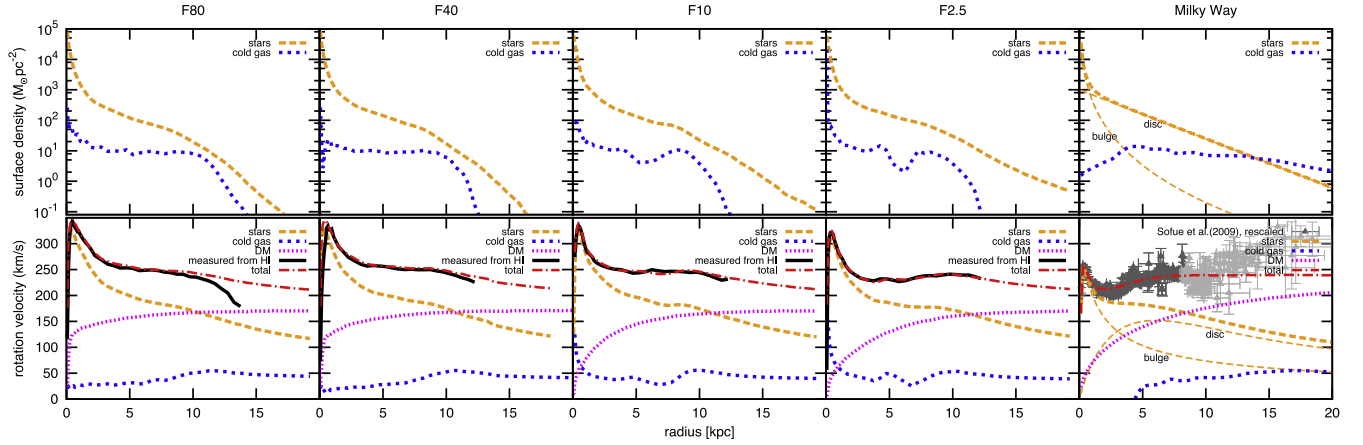 F80 F40 F10 F2.5 Milky Way
surface density (M⊙pc⁻²)
10⁵
10⁴
10³
10²
10¹
10⁰
10⁻¹
stars
cold gas
stars
cold gas
stars
cold gas
stars
cold gas
stars
cold gas
disc
bulge
rotation velocity (km/s)
300
250
200
150
100
50
0
stars
cold gas
DM
measured from HI
total
stars
cold gas
DM
measured from HI
total
stars
cold gas
DM
measured from HI
total
stars
cold gas
DM
measured from HI
total
Sofue et al.(2009), rescaled
stars
cold gas
DM
total
disc
bulge
0 5 10 15 0 5 10 15 0 5 10 15 0 5 10 15 0 5 10 15 20
radius [kpc]